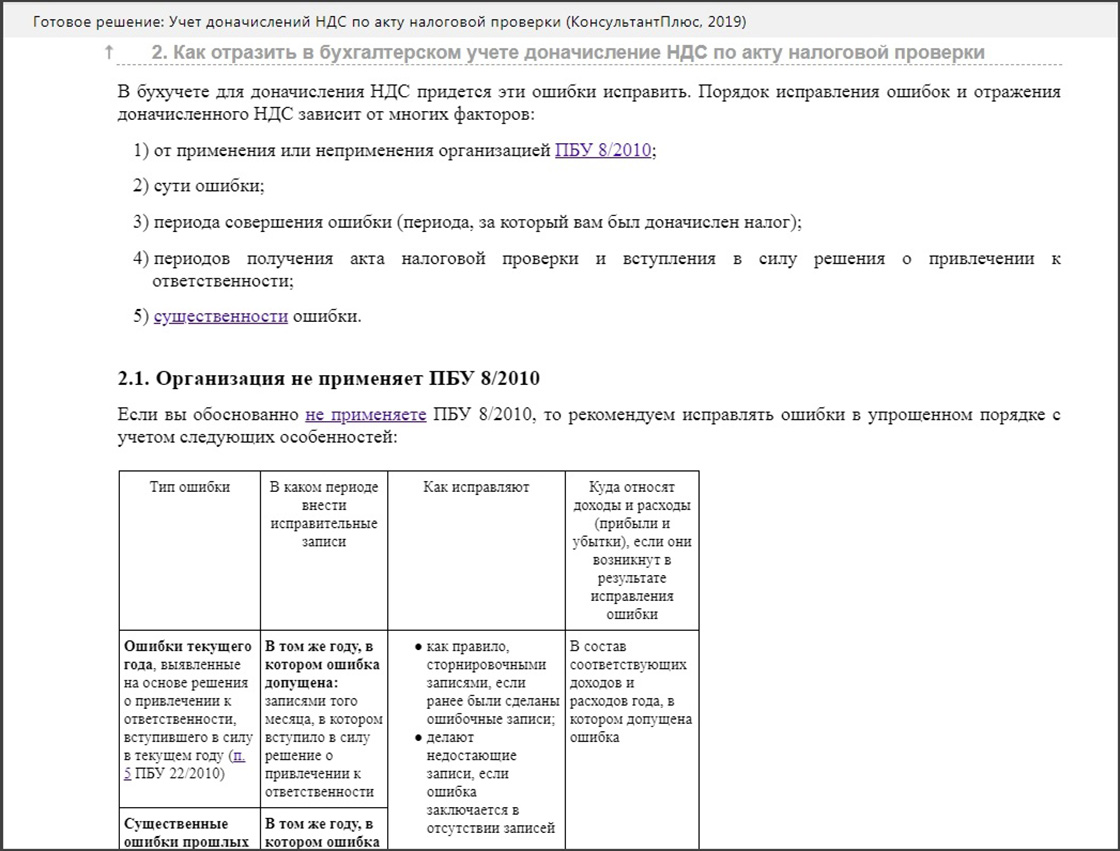 Готовое решение: Учет доначислений НДС по акту налоговой проверки (КонсультантПлюс, 2019)
↑ 2. Как отразить в бухгалтерском учете доначисление НДС по акту налоговой проверки
В бухучете для доначисления НДС придется эти ошибки исправить. Порядок исправления ошибок и отражения
доначисленного НДС зависит от многих факторов:
1) от применения или неприменения организацией ПБУ 8/2010;
2) сути ошибки;
3) периода совершения ошибки (периода, за который вам был доначислен налог);
4) периодов получения акта налоговой проверки и вступления в силу решения о привлечении к
ответственности;
5) существенности ошибки.
2.1. Организация не применяет ПБУ 8/2010
Если вы обоснованно не применяете ПБУ 8/2010, то рекомендуем исправлять ошибки в упрощенном порядке с
учетом следующих особенностей:
Тип ошибки
В каком периоде
внести
исправительные
записи
Как исправляют
Куда относят
доходы и расходы
(прибыли и
убытки), если они
возникнут в
результате
исправления
ошибки
Ошибки текущего
года, выявленные
на основе решения
о привлечении к
ответственности,
вступившего в силу
в текущем году (п.
5 ПБУ 22/2010)
В том же году, в
котором ошибка
допущена:
записями того
месяца, в котором
вступило в силу
решение о
привлечении к
ответственности
● как правило,
сторнировочными
записями, если
ранее были сделаны
ошибочные записи;
● делают
недостающие
записи, если
ошибка
заключается в
отсутствии записей
В состав
соответствующих
доходов и
расходов года, в
котором допущена
ошибка
Существенные
ошибки прошлых
В том же году, в
котором ошибка